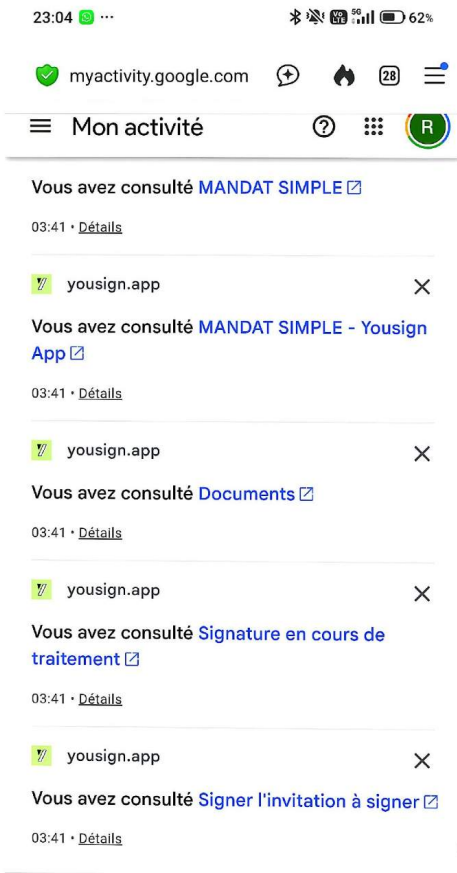 23:04 ...
5G 62%
myactivity.google.com 28
Mon activité R
Vous avez consulté MANDAT SIMPLE
03:41 • Détails
yousign.app
Vous avez consulté MANDAT SIMPLE - Yousign
App
03:41 • Détails
yousign.app
Vous avez consulté Documents
03:41 • Détails
yousign.app
Vous avez consulté Signature en cours de
traitement
03:41 • Détails
yousign.app
Vous avez consulté Signer l'invitation à signer
03:41 • Détails